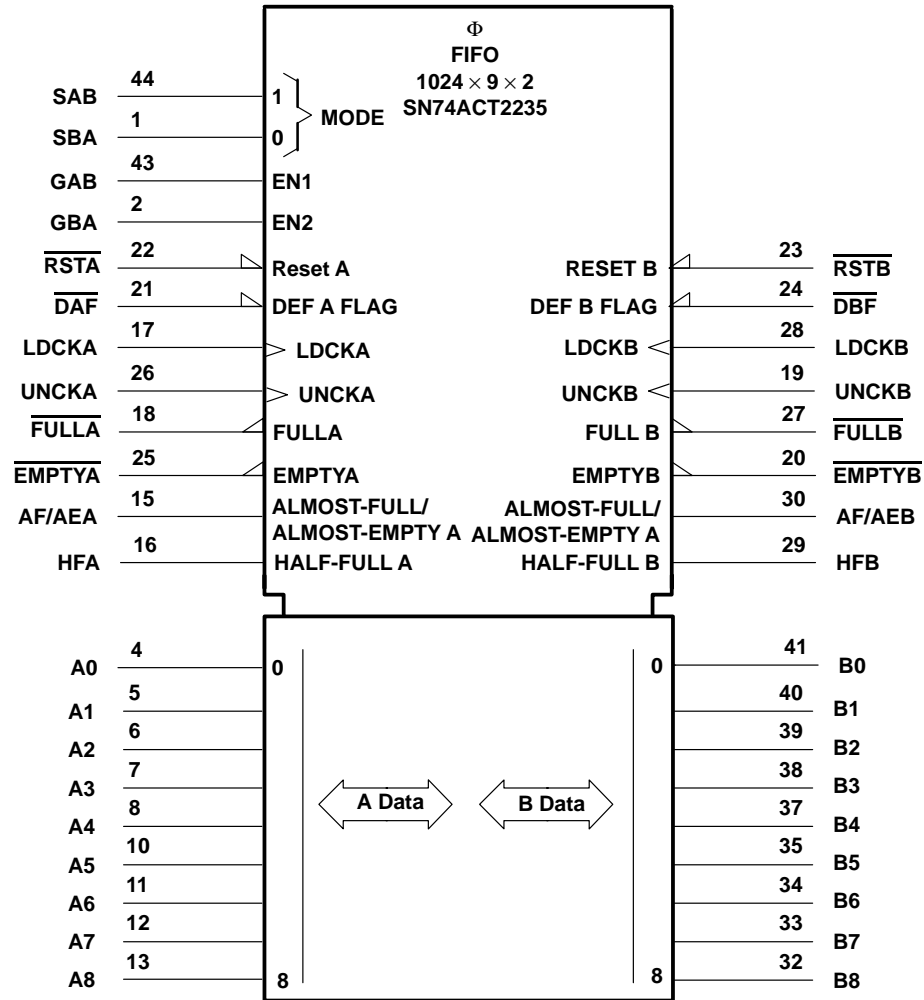 Φ
FIFO
1024 × 9 × 2
SN74ACT2235
SAB 44 1 MODE
SBA 1 0
GAB 43 EN1
GBA 2 EN2
RSTA 22 Reset A RESET B 23 RSTB
DAF 21 DEF A FLAG DEF B FLAG 24 DBF
LDCKA 17 LDCKA LDCKB 28 LDCKB
UNCKA 26 UNCKA UNCKB 19 UNCKB
FULLA 18 FULLA FULL B 27 FULLB
EMPTYA 25 EMPTYA EMPTYB 20 EMPTYB
AF/AEA 15 ALMOST-FULL/ ALMOST-FULL/ 30 AF/AEB
ALMOST-EMPTY A ALMOST-EMPTY A
HFA 16 HALF-FULL A HALF-FULL B 29 HFB
A0 4 0 0 41 B0
A1 5 40 B1
A2 6 39 B2
A3 7 38 B3
A Data B Data
A4 8 37 B4
A5 10 35 B5
A6 11 34 B6
A7 12 33 B7
A8 13 8 8 32 B8